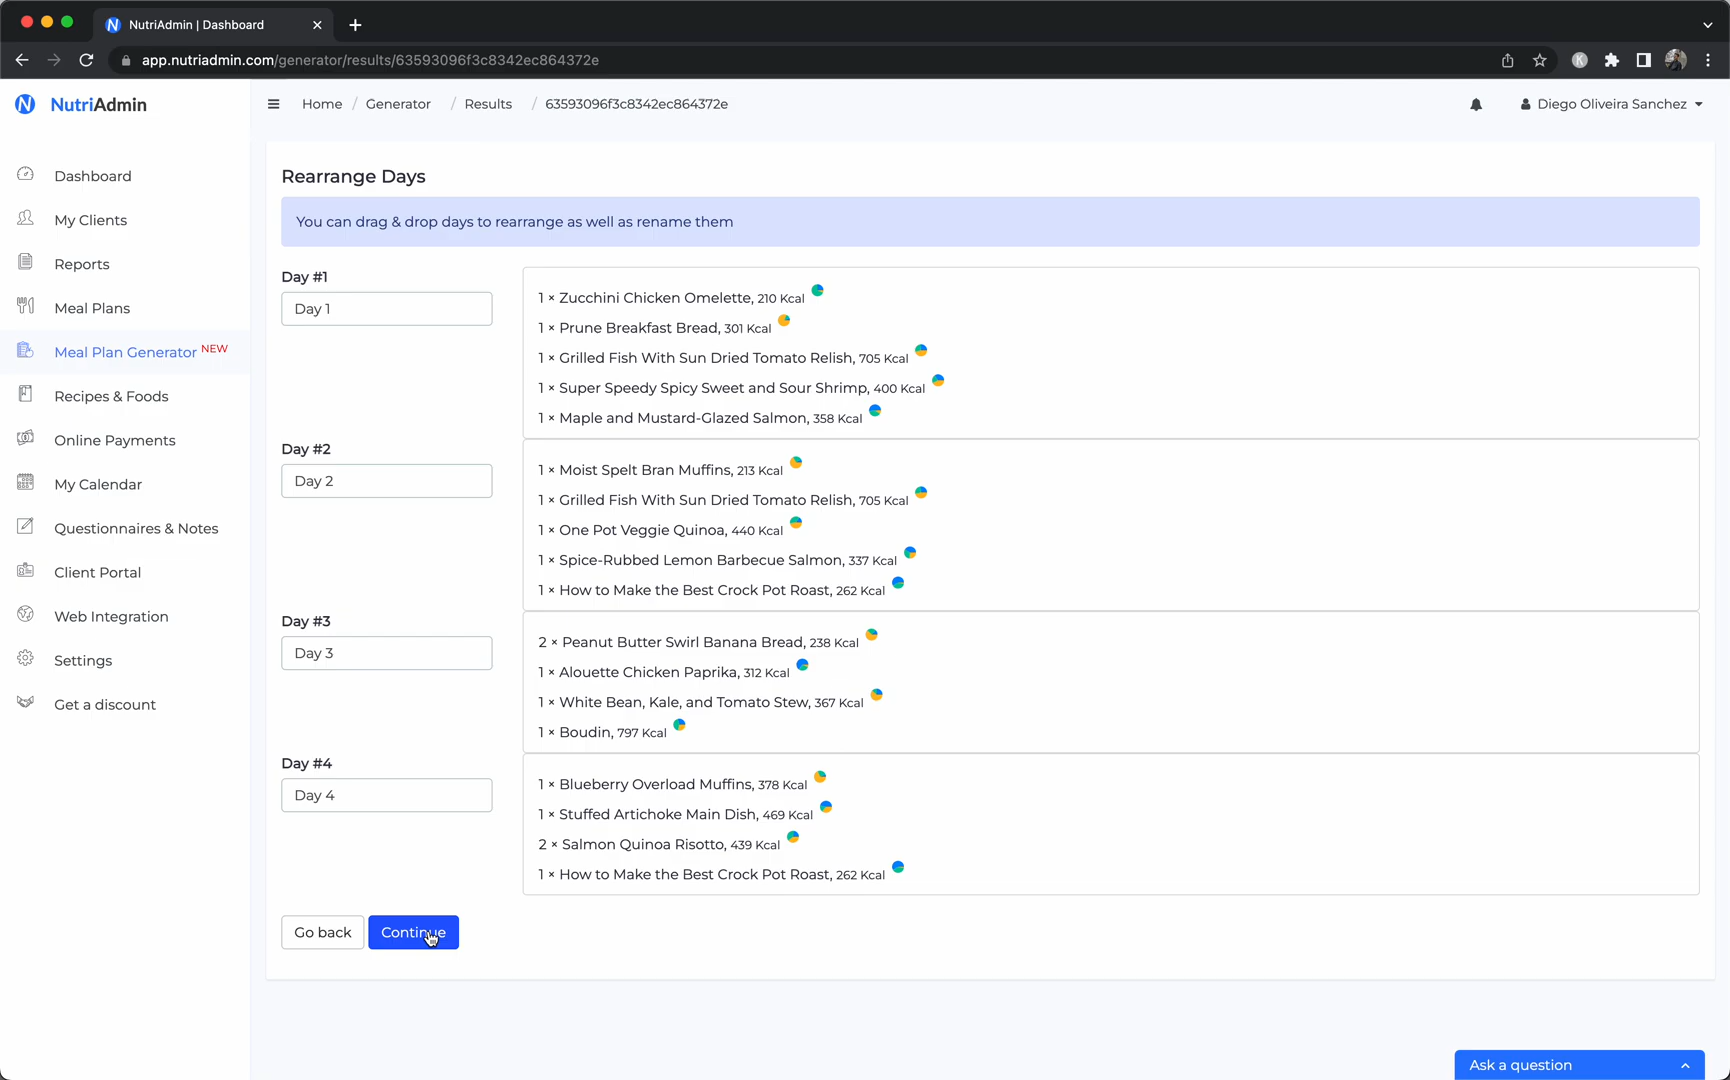 NutriAdmin | Dashboard
app.nutriadmin.com/generator/results/63593096f3c8342ec864372e
K
N NutriAdmin
Home / Generator / Results / 63593096f3c8342ec864372e
Diego Oliveira Sanchez
Dashboard
My Clients
Reports
Meal Plans
Meal Plan Generator NEW
Recipes & Foods
Online Payments
My Calendar
Questionnaires & Notes
Client Portal
Web Integration
Settings
Get a discount
Rearrange Days
You can drag & drop days to rearrange as well as rename them
Day #1
Day 1
1 × Zucchini Chicken Omelette, 210 Kcal
1 × Prune Breakfast Bread, 301 Kcal
1 × Grilled Fish With Sun Dried Tomato Relish, 705 Kcal
1 × Super Speedy Spicy Sweet and Sour Shrimp, 400 Kcal
1 × Maple and Mustard-Glazed Salmon, 358 Kcal
Day #2
Day 2
1 × Moist Spelt Bran Muffins, 213 Kcal
1 × Grilled Fish With Sun Dried Tomato Relish, 705 Kcal
1 × One Pot Veggie Quinoa, 440 Kcal
1 × Spice-Rubbed Lemon Barbecue Salmon, 337 Kcal
1 × How to Make the Best Crock Pot Roast, 262 Kcal
Day #3
Day 3
2 × Peanut Butter Swirl Banana Bread, 238 Kcal
1 × Alouette Chicken Paprika, 312 Kcal
1 × White Bean, Kale, and Tomato Stew, 367 Kcal
1 × Boudin, 797 Kcal
Day #4
Day 4
1 × Blueberry Overload Muffins, 378 Kcal
1 × Stuffed Artichoke Main Dish, 469 Kcal
2 × Salmon Quinoa Risotto, 439 Kcal
1 × How to Make the Best Crock Pot Roast, 262 Kcal
Go back
Continue
Ask a question